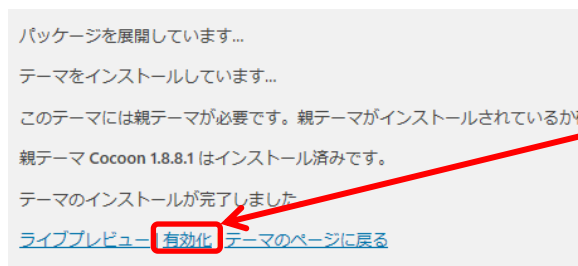 パッケージを展開しています...
テーマをインストールしています...
このテーマには親テーマが必要です。親テーマがインストールされているか
親テーマ Cocoon 1.8.8.1 はインストール済みです。
テーマのインストールが完了しました
ライブプレビュー | 有効化 テーマのページに戻る